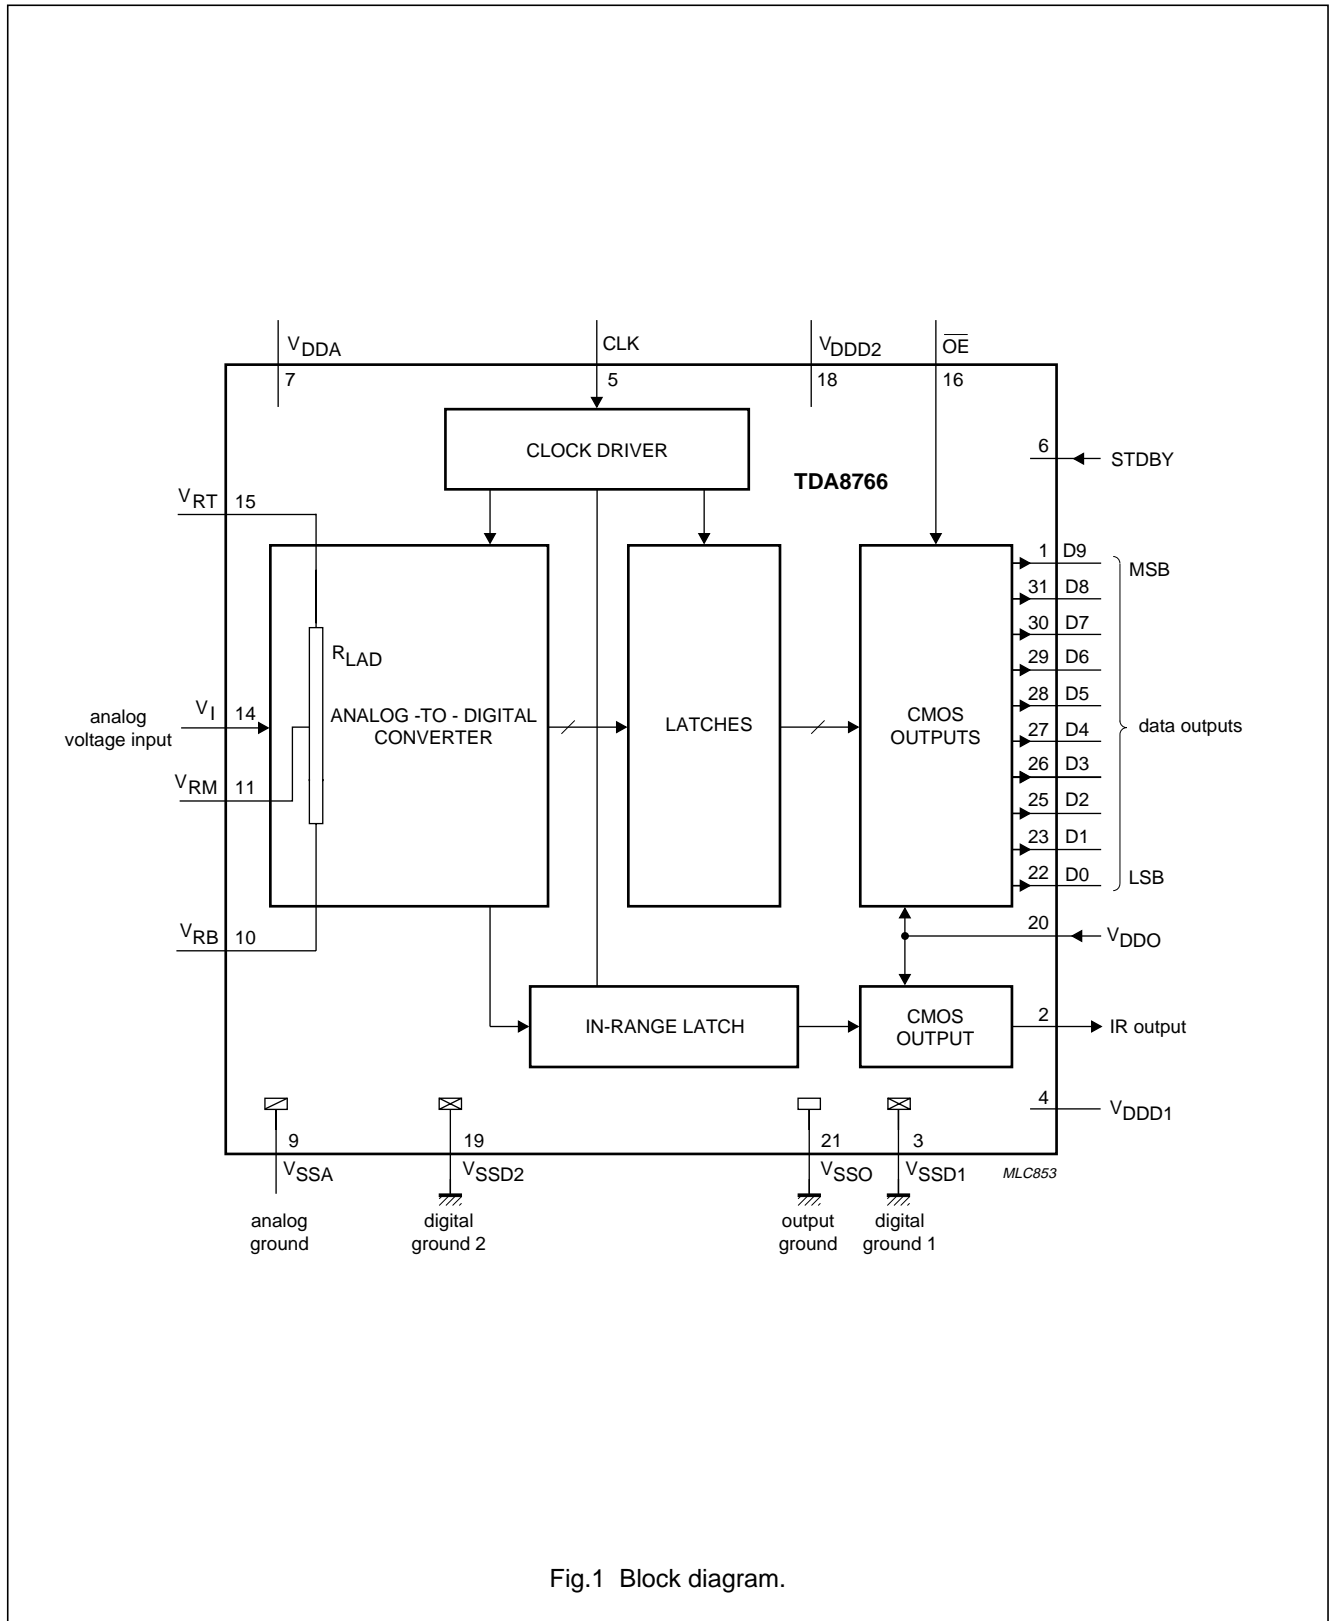 VDDA
CLK
VDDD2
OE
7
5
18
16
CLOCK DRIVER
TDA8766
6
STDBY
VRT
15
RLAD
VI
14
analog
voltage input
VRM
11
ANALOG -TO - DIGITAL
CONVERTER
LATCHES
CMOS
OUTPUTS
1 D9
MSB
31 D8
30 D7
29 D6
28 D5
27 D4
26 D3
25 D2
23 D1
22 D0
LSB
data outputs
VRB
10
20
VDDO
IN-RANGE LATCH
CMOS
OUTPUT
2
IR output
4
VDDD1
9
19
21
3
VSSA
VSSD2
VSSO
VSSD1
MLC853
analog
ground
digital
ground 2
output
ground
digital
ground 1
Fig.1 Block diagram.